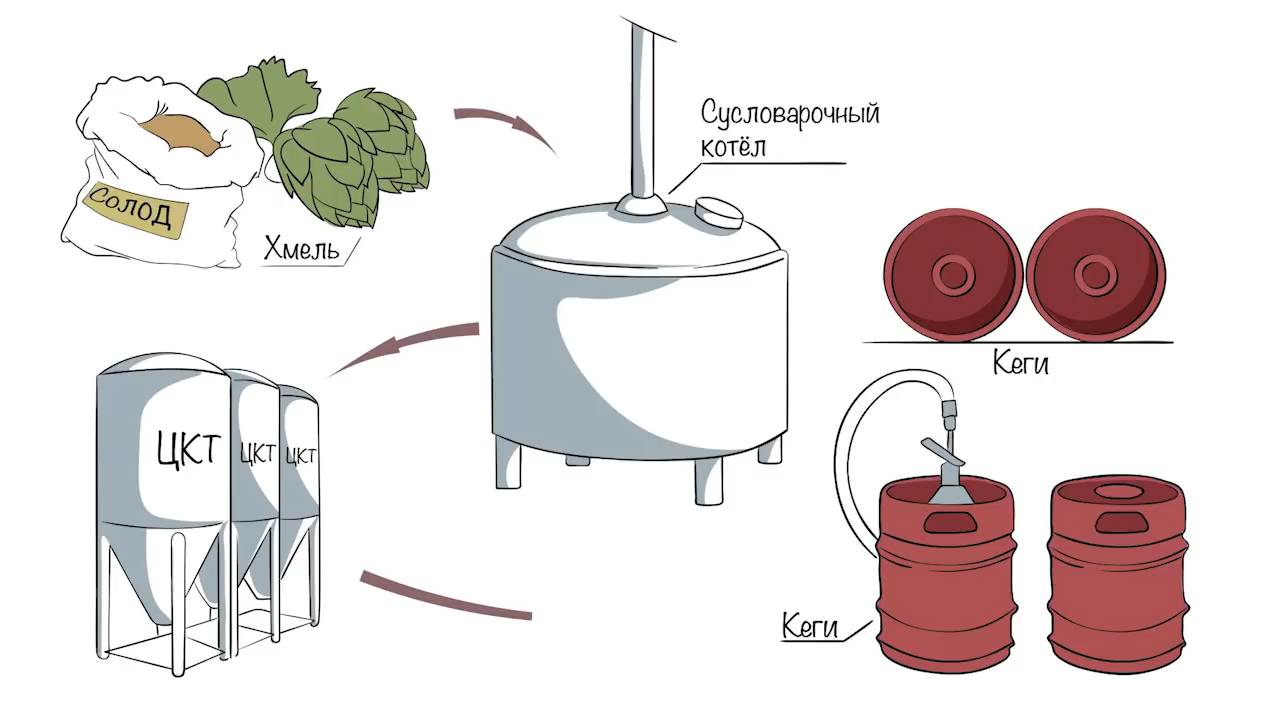 Солод
Хмель
Сусловарочный
котёл
ЦКТ
ЦКТ
ЦКТ
Кеги
Кеги